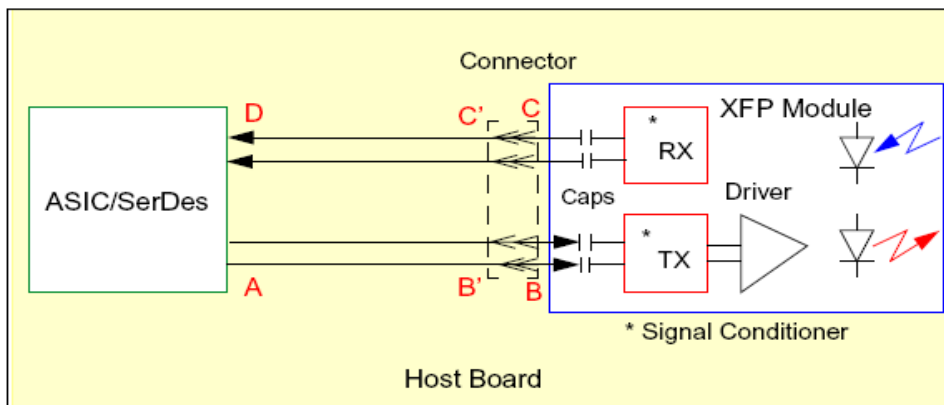 Connector
D
C’
C
XFP Module
*
RX
ASIC/SerDes
Caps
Driver
*
TX
A
B’
B
* Signal Conditioner
Host Board